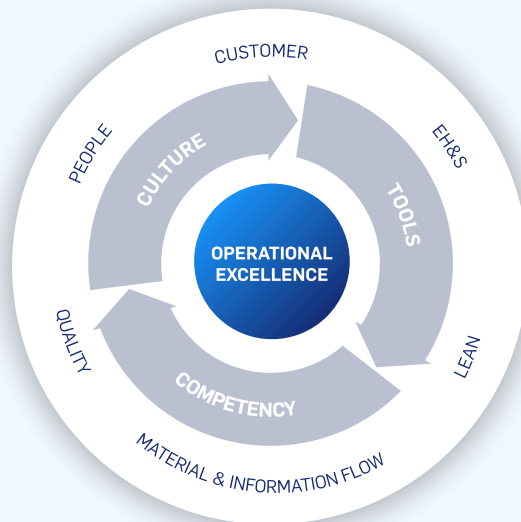 CUSTOMER
PEOPLE
EH&S
CULTURE
TOOLS
OPERATIONAL
EXCELLENCE
QUALITY
LEAN
COMPETENCY
MATERIAL & INFORMATION FLOW